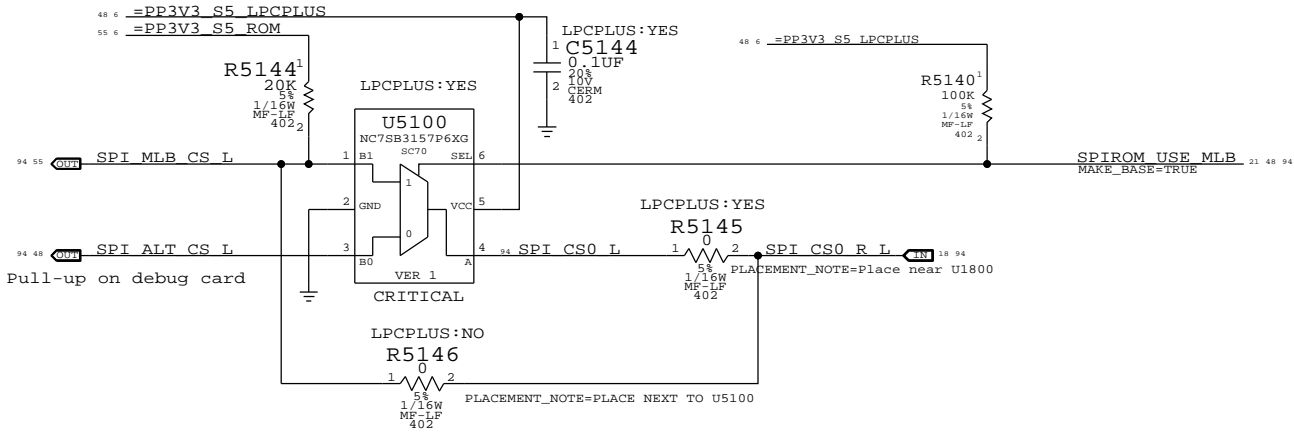 48 6 =PP3V3_S5_LPCPLUS
55 6 =PP3V3_S5_ROM
LPCPLUS:YES
1 C5144
0.1UF
20%
10V
CERM
2 402
48 6 =PP3V3_S5_LPCPLUS
R5144 1
20K
5%
1/16W
MF-LF
402 2
LPCPLUS:YES
R5140 1
100K
5%
1/16W
MF-LF
402 2
U5100
NC7SB3157P6XG
SC70
94 55 OUT SPI_MLB_CS_L 1 B1 SEL 6 SPIROM_USE_MLB 21 48 94
MAKE_BASE=TRUE
1
2 GND VCC 5
LPCPLUS:YES
R5145
0
94 48 OUT SPI_ALT_CS_L 3 B0 0 A 4 94 SPI_CS0_L 1 2 SPI_CS0_R_L IN 18 94
5%
1/16W
MF-LF
402
PLACEMENT_NOTE=Place near U1800
Pull-up on debug card
VER 1
CRITICAL
LPCPLUS:NO
R5146
0
1 2
5%
1/16W
MF-LF
402
PLACEMENT_NOTE=PLACE NEXT TO U5100